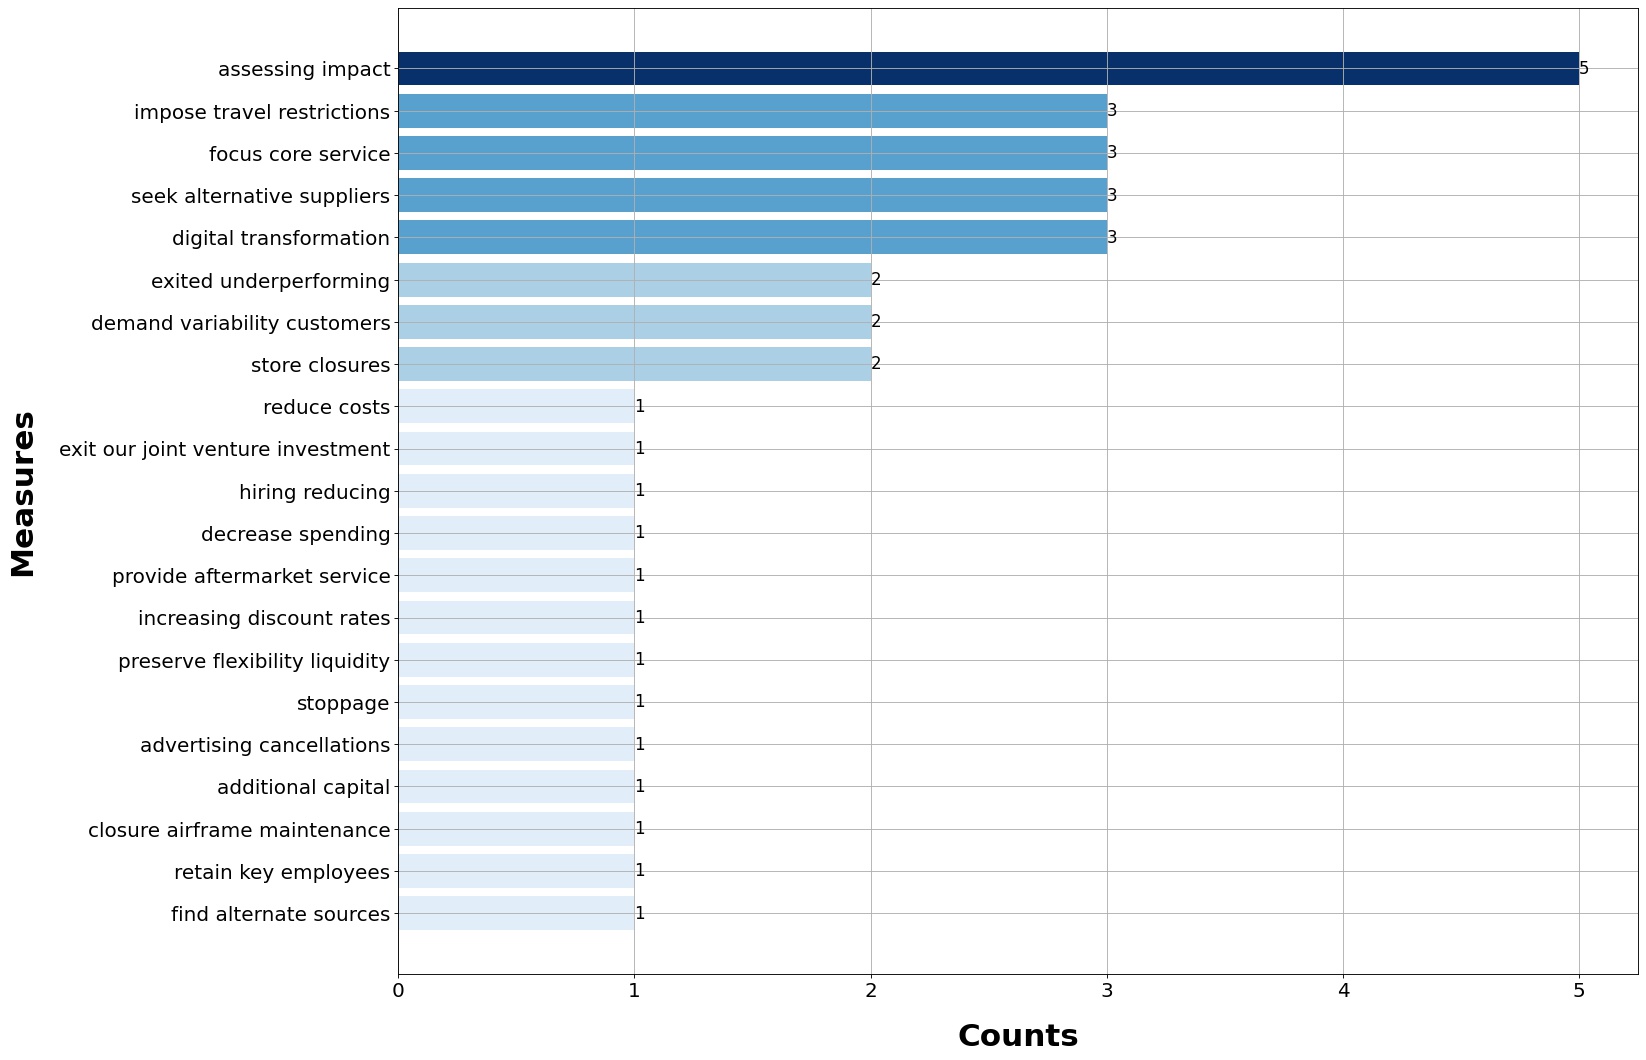 assessing impact 5
impose travel restrictions 3
focus core service 3
seek alternative suppliers 3
digital transformation 3
exited underperforming 2
demand variability customers 2
store closures 2
reduce costs 1
exit our joint venture investment 1
hiring reducing 1
decrease spending 1
provide aftermarket service 1
increasing discount rates 1
preserve flexibility liquidity 1
stoppage 1
advertising cancellations 1
additional capital 1
closure airframe maintenance 1
retain key employees 1
find alternate sources 1
Measures
0 1 2 3 4 5
Counts